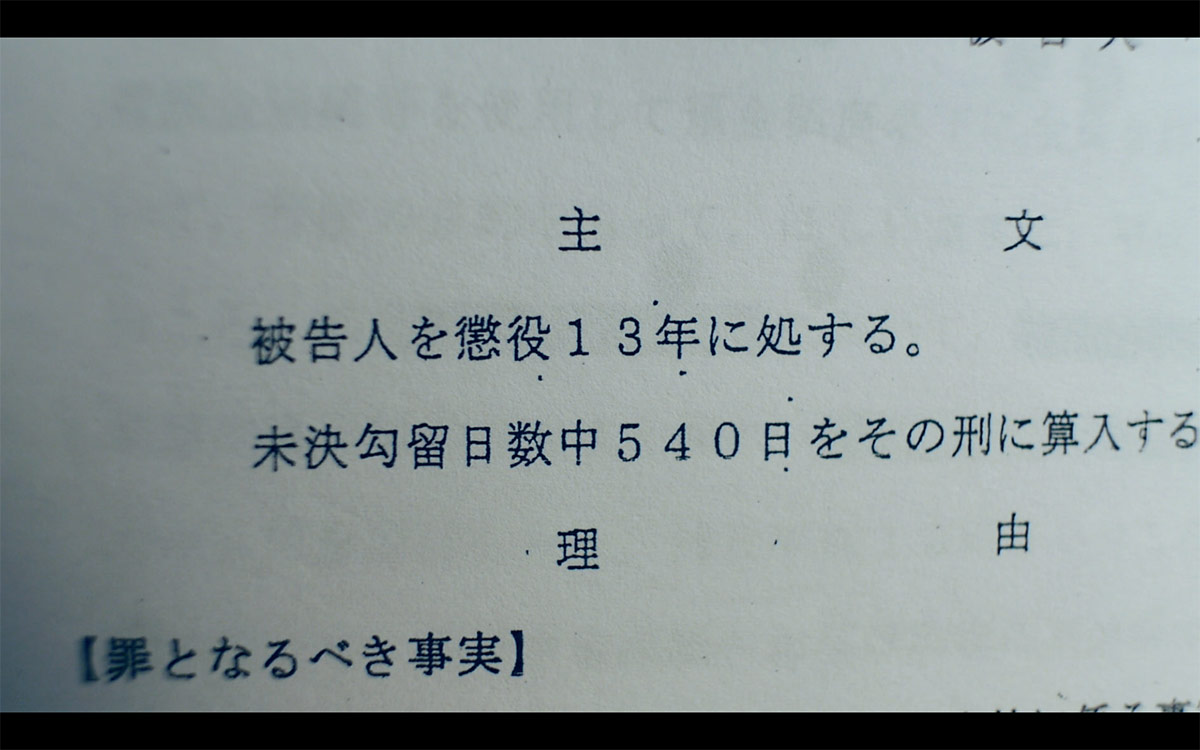 主文
被告人を懲役１３年に処する。
未決勾留日数中５４０日をその刑に算入する
理由
【罪となるべき事実】